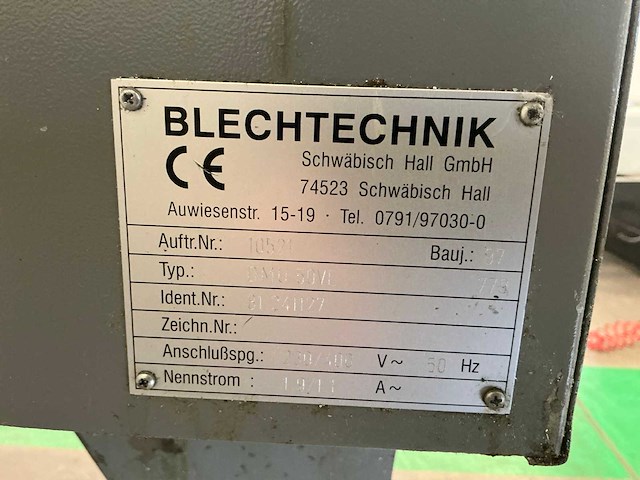 BLECHTECHNIK
CE
Schwäbisch Hall GmbH
74523 Schwäbisch Hall
Auwiesenstr. 15-19 · Tel. 0791/97030-0
Auftr.Nr.: Bauj.:
Typ.:
Ident.Nr.:
Zeichn.Nr.:
Anschlußspg.: V~ 50 Hz
Nennstrom : A~